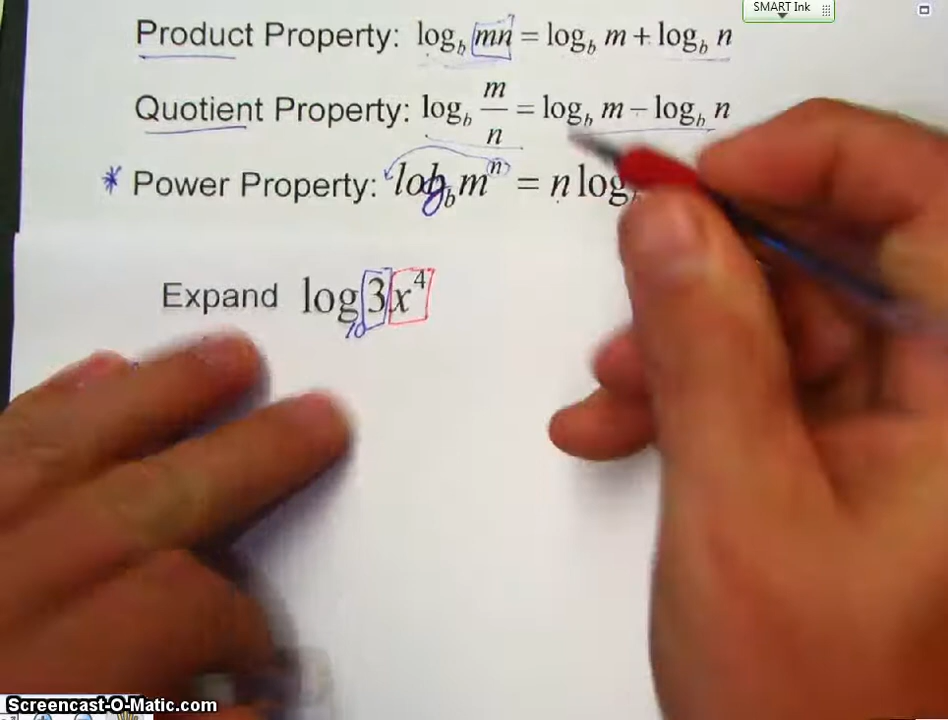 SMART Ink
Product Property: log_b mn = log_b m + log_b n
Quotient Property: log_b m/n = log_b m − log_b n
* Power Property: log_b m^n = n log
Expand log_10 3x^4
Screencast-O-Matic.com